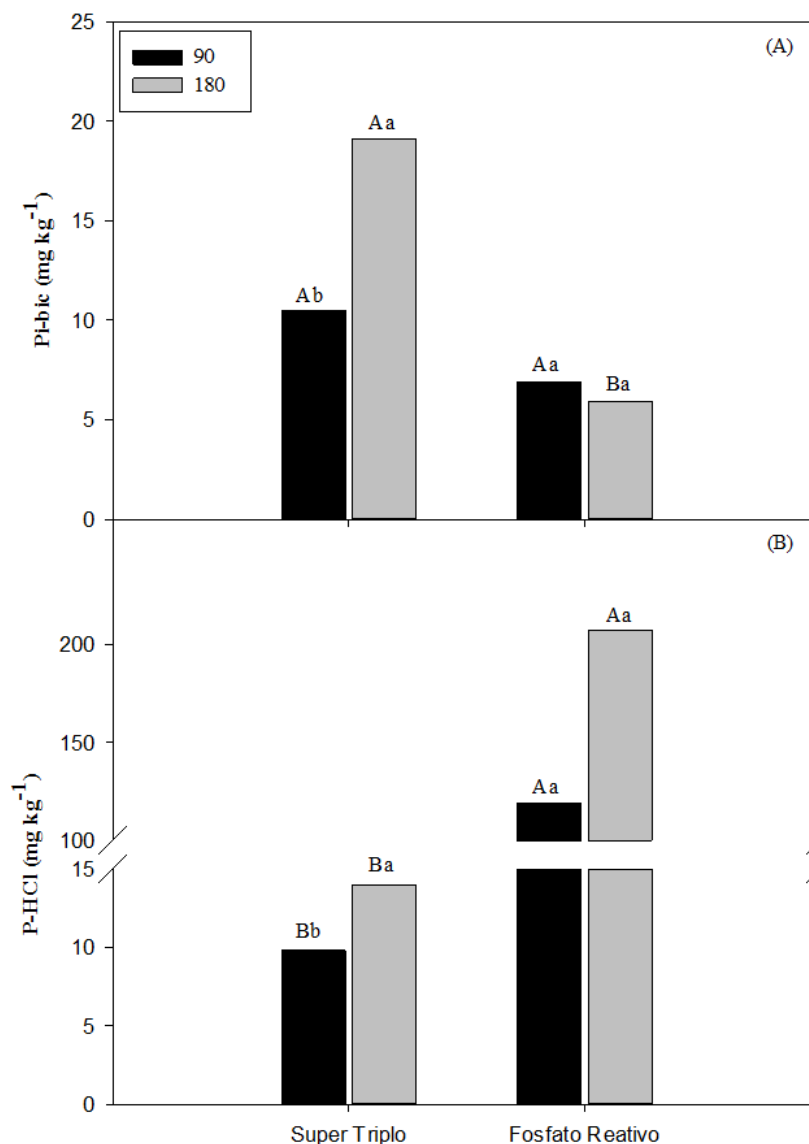 25
(A)
90
180
20
Aa
15
Pi-bic (mg kg⁻¹)
Ab
10
Aa
Ba
5
0
(B)
Aa
200
150
Aa
100
P-HCl (mg kg⁻¹)
15
Ba
Bb
10
5
0
Super Triplo Fosfato Reativo